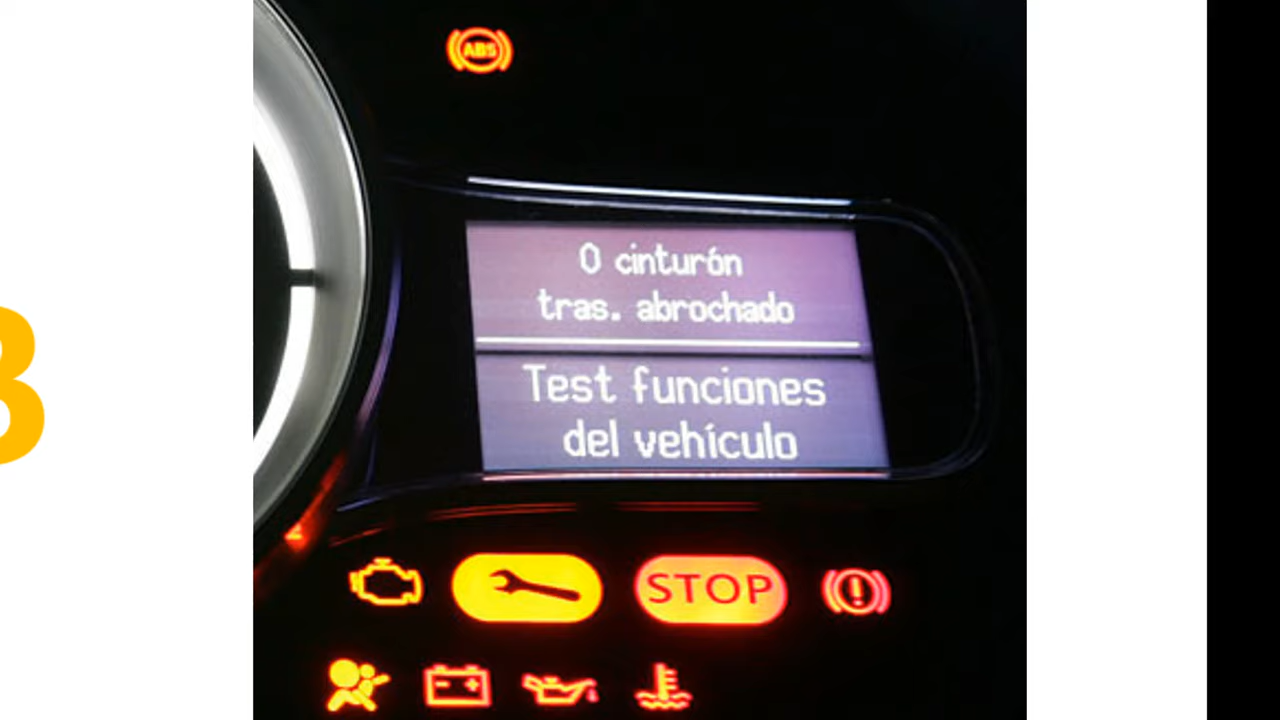 ABS
0 cinturón
tras. abrochado
Test funciones
del vehículo
STOP